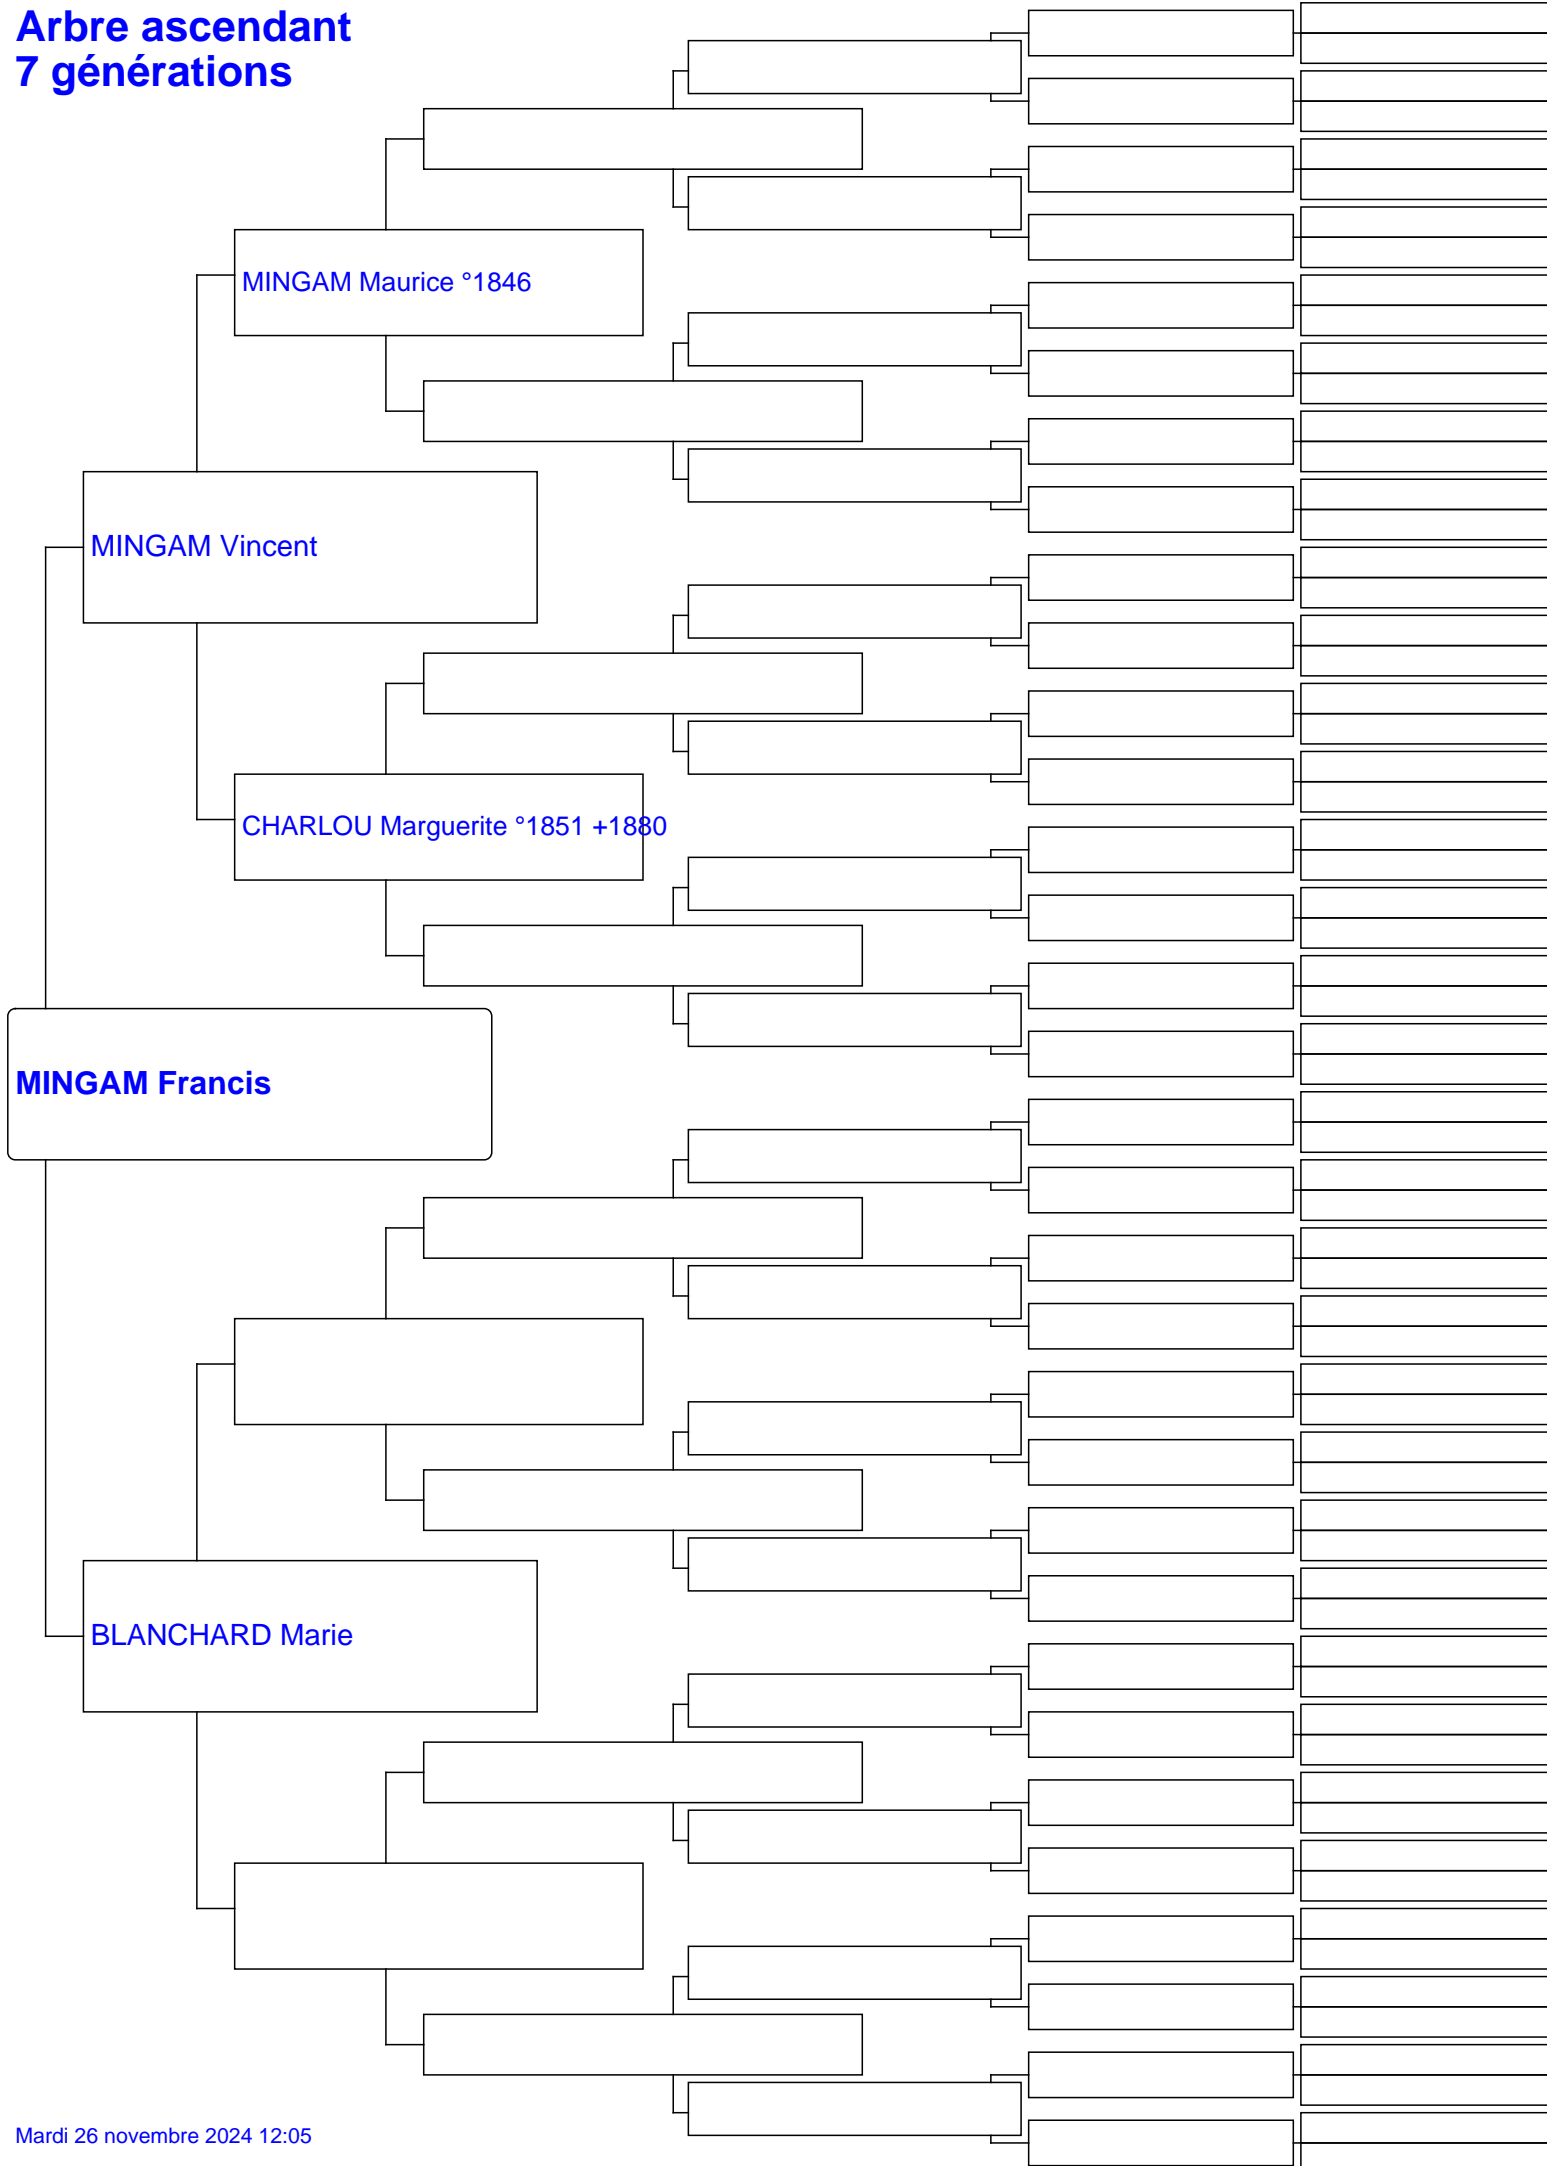 Arbre ascendant
7 générations
MINGAM Maurice °1846
MINGAM Vincent
CHARLOU Marguerite °1851 +1880
MINGAM Francis
BLANCHARD Marie
Mardi 26 novembre 2024 12:05